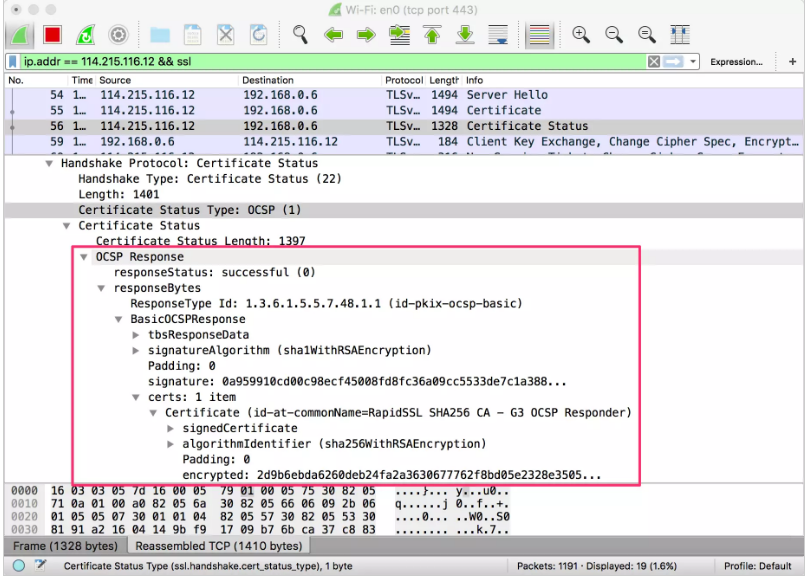 Wi-Fi: en0 (tcp port 443)
ip.addr == 114.215.116.12 && ssl
Expression... +
No. Time Source Destination Protocol Length Info
54 1… 114.215.116.12 192.168.0.6 TLSv… 1494 Server Hello
55 1… 114.215.116.12 192.168.0.6 TLSv… 1494 Certificate
56 1… 114.215.116.12 192.168.0.6 TLSv… 1328 Certificate Status
59 1… 192.168.0.6 114.215.116.12 TLSv… 184 Client Key Exchange, Change Cipher Spec, Encrypt…
Handshake Protocol: Certificate Status
Handshake Type: Certificate Status (22)
Length: 1401
Certificate Status Type: OCSP (1)
Certificate Status
Certificate Status Length: 1397
OCSP Response
responseStatus: successful (0)
responseBytes
ResponseType Id: 1.3.6.1.5.5.7.48.1.1 (id-pkix-ocsp-basic)
BasicOCSPResponse
tbsResponseData
signatureAlgorithm (sha1WithRSAEncryption)
Padding: 0
signature: 0a959910cd00c98ecf45008fd8fc36a09cc5533de7c1a388...
certs: 1 item
Certificate (id-at-commonName=RapidSSL SHA256 CA - G3 OCSP Responder)
signedCertificate
algorithmIdentifier (sha256WithRSAEncryption)
Padding: 0
encrypted: 2d9b6ebda6260deb24fa2a3630677762f8bd05e2328e3505...
0000 16 03 03 05 7d 16 00 05 79 01 00 05 75 30 82 05 ....}... y...u0..
0010 71 0a 01 00 a0 82 05 6a 30 82 05 66 06 09 2b 06 q......j 0..f..+.
0020 01 05 05 07 30 01 01 04 82 05 57 30 82 05 53 30 ....0... ..W0..S0
0030 81 91 a2 16 04 14 9b f9 17 09 b7 6b ca 37 c8 83 ........ ...k.7..
Frame (1328 bytes) Reassembled TCP (1410 bytes)
Certificate Status Type (ssl.handshake.cert_status_type), 1 byte Packets: 1191 · Displayed: 19 (1.6%) Profile: Default